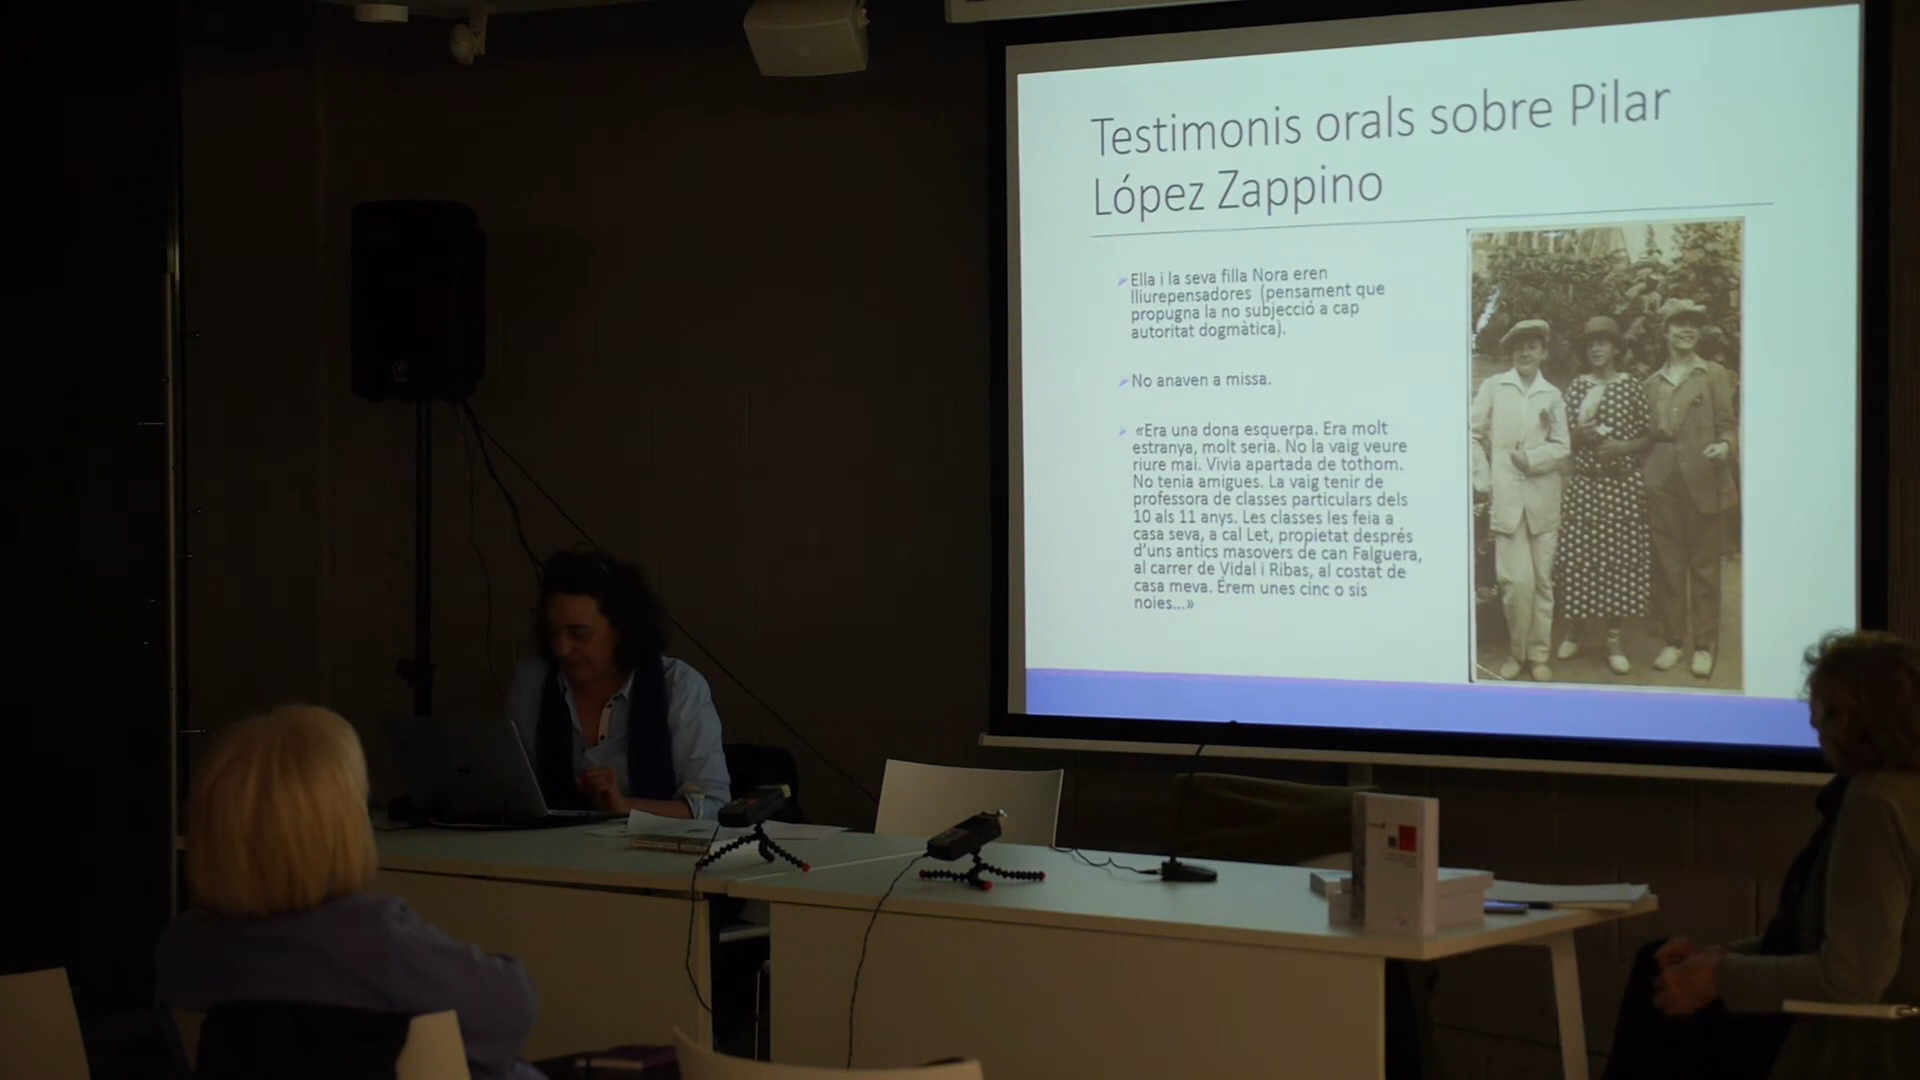 Testimonis orals sobre Pilar
López Zappino
Ella i la seva filla Nora eren
lliurepensadores (pensament que
propugna la no subjecció a cap
autoritat dogmàtica).
No anaven a missa.
«Era una dona esquerpa. Era molt
estranya, molt seria. No la vaig veure
riure mai. Vivia apartada de tothom.
No tenia amigues. La vaig tenir de
professora de classes particulars dels
10 als 11 anys. Les classes les feia a
casa seva, a cal Let, propietat després
d'uns antics masovers de can Falguera,
al carrer de Vidal i Ribas, al costat de
casa meva. Érem unes cinc o sis
noies...»